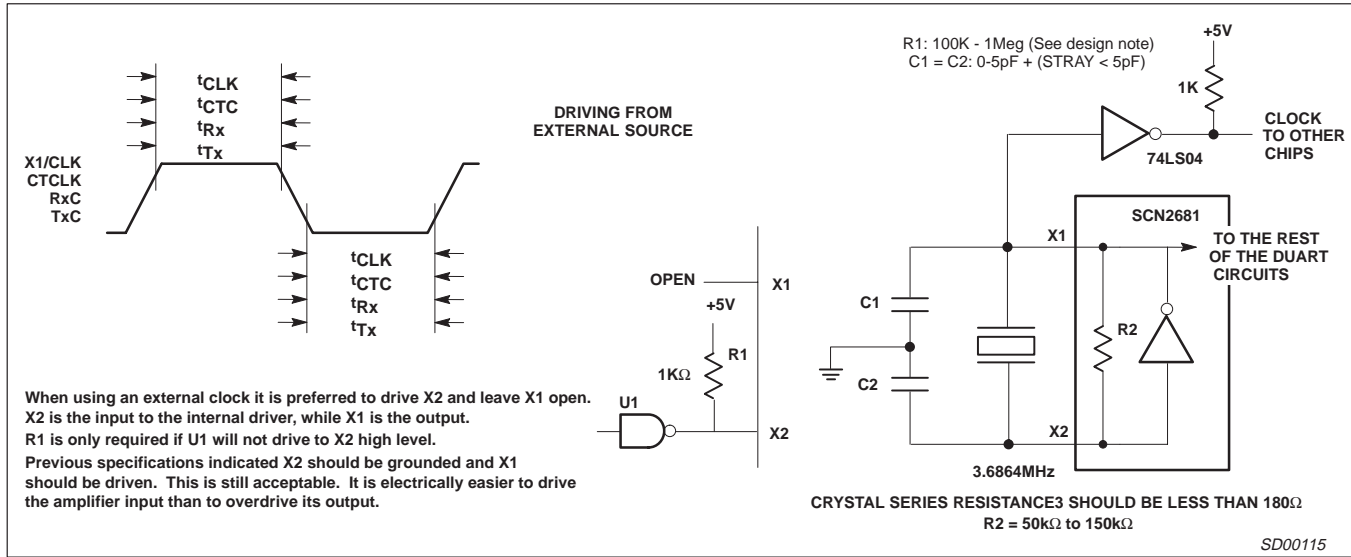 tCLK
tCTC
tRx
tTx
X1/CLK
CTCLK
RxC
TxC
tCLK
tCTC
tRx
tTx
When using an external clock it is preferred to drive X2 and leave X1 open.
X2 is the input to the internal driver, while X1 is the output.
R1 is only required if U1 will not drive to X2 high level.
Previous specifications indicated X2 should be grounded and X1
should be driven. This is still acceptable. It is electrically easier to drive
the amplifier input than to overdrive its output.
DRIVING FROM
EXTERNAL SOURCE
OPEN
X1
+5V
R1
1KΩ
U1
X2
R1: 100K - 1Meg (See design note)
C1 = C2: 0-5pF + (STRAY < 5pF)
+5V
1K
CLOCK
TO OTHER
CHIPS
74LS04
SCN2681
X1
TO THE REST
OF THE DUART
CIRCUITS
C1
R2
C2
X2
3.6864MHz
CRYSTAL SERIES RESISTANCE3 SHOULD BE LESS THAN 180Ω
R2 = 50kΩ to 150kΩ
SD00115